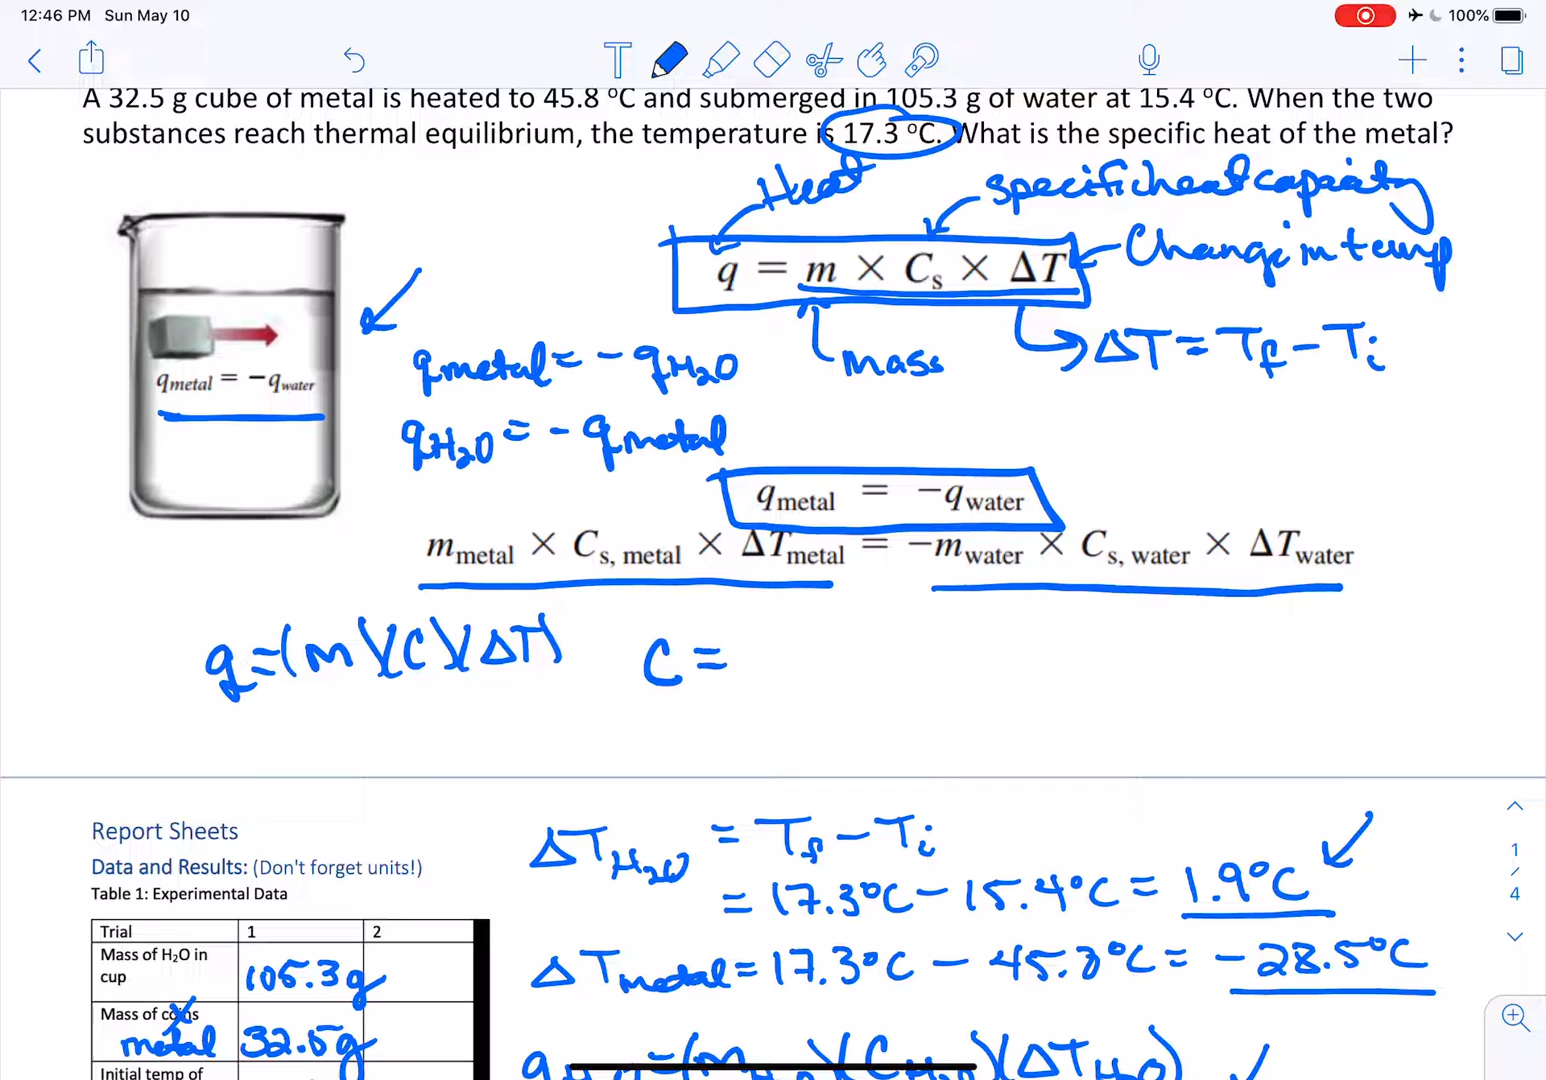 12:46 PM Sun May 10
100%
A 32.5 g cube of metal is heated to 45.8 °C and submerged in 105.3 g of water at 15.4 °C. When the two
substances reach thermal equilibrium, the temperature is 17.3 °C. What is the specific heat of the metal?
Heat
specific heat capacity
q = m × Cs × ΔT
Change in temp
mass
ΔT = Tf - Ti
qmetal = −qwater
qmetal = - qH2O
qH2O = - qmetal
qmetal = −qwater
mmetal × Cs, metal × ΔTmetal = −mwater × Cs, water × ΔTwater
q = (m)(C)(ΔT) C =
Report Sheets
Data and Results: (Don't forget units!)
Table 1: Experimental Data
Trial 1 2
Mass of H2O in cup 105.3g
Mass of coins metal 32.5g
Initial temp of
ΔTH2O = Tf - Ti
= 17.3°C - 15.4°C = 1.9°C
ΔTmetal = 17.3°C - 45.8°C = -28.5°C
(ΔTH2O)
1
/
4